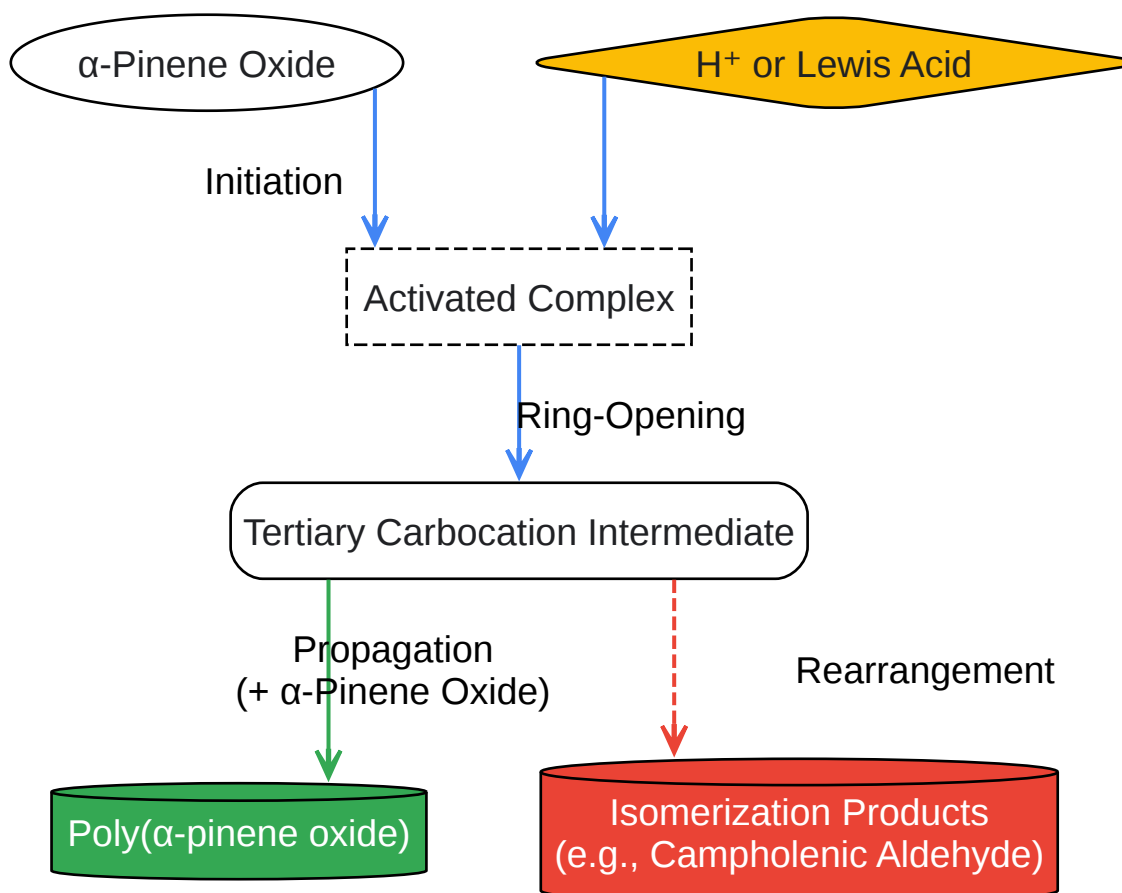 α-Pinene Oxide
H⁺ or Lewis Acid
Initiation
Activated Complex
Ring-Opening
Tertiary Carbocation Intermediate
Propagation
(+ α-Pinene Oxide)
Rearrangement
Poly(α-pinene oxide)
Isomerization Products
(e.g., Campholenic Aldehyde)